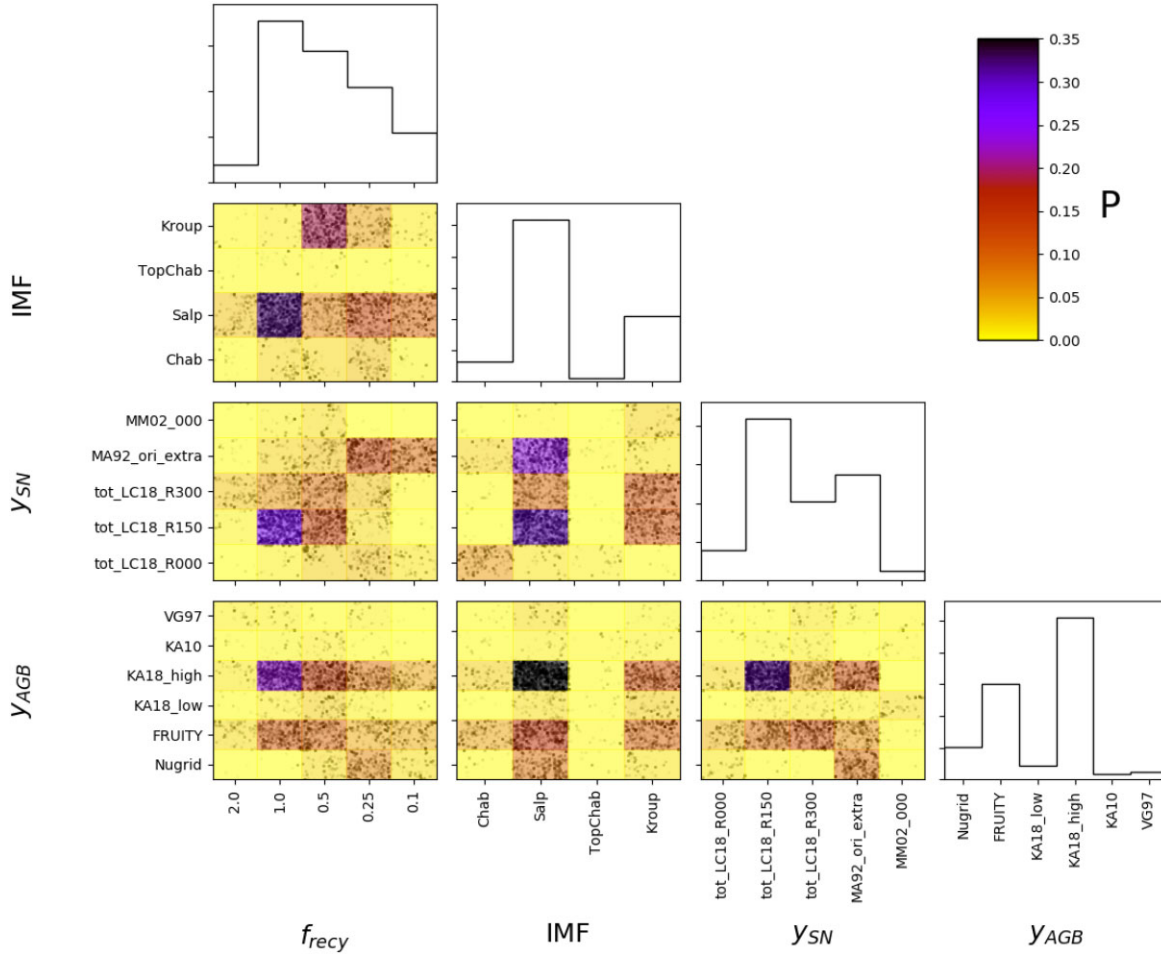 0.35
0.30
0.25
0.20
0.15
0.10
0.05
0.00
P
IMF
Kroup
TopChab
Salp
Chab
y_SN
MM02_000
MA92_ori_extra
tot_LC18_R300
tot_LC18_R150
tot_LC18_R000
y_AGB
VG97
KA10
KA18_high
KA18_low
FRUITY
Nugrid
2.0
1.0
0.5
0.25
0.1
Chab
Salp
TopChab
Kroup
tot_LC18_R000
tot_LC18_R150
tot_LC18_R300
MA92_ori_extra
MM02_000
Nugrid
FRUITY
KA18_low
KA18_high
KA10
VG97
f_recy
IMF
y_SN
y_AGB